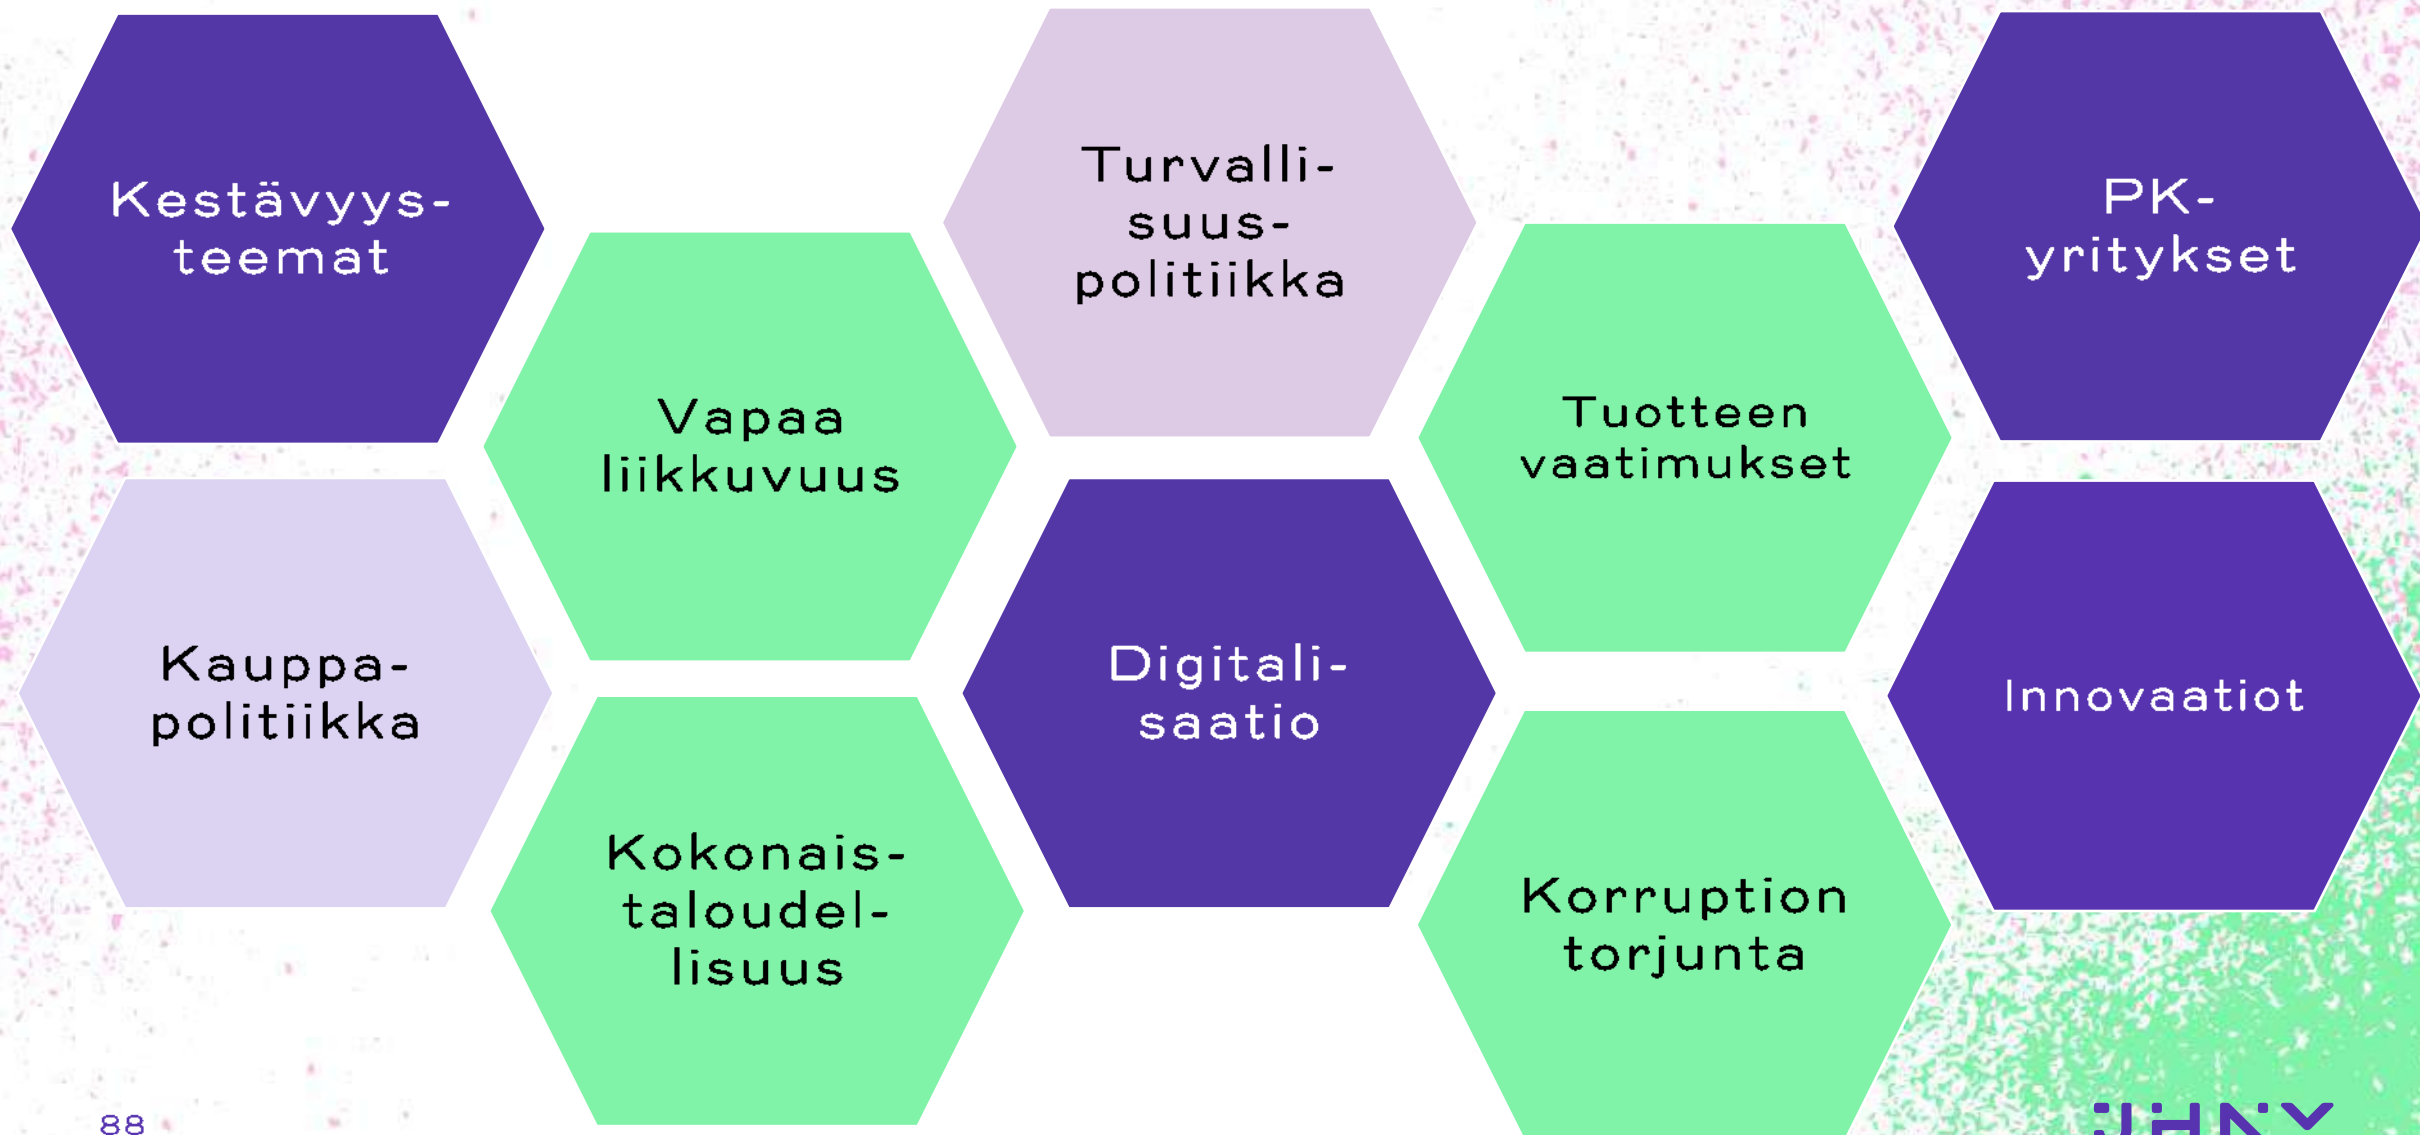 Kestävyys-
teemat
Vapaa
liikkuvuus
Turvalli-
suus-
politiikka
Tuotteen
vaatimukset
PK-
yritykset
Kauppa-
politiikka
Kokonais-
taloudel-
lisuus
Digitali-
saatio
Korruption
torjunta
Innovaatiot
88
JHNY